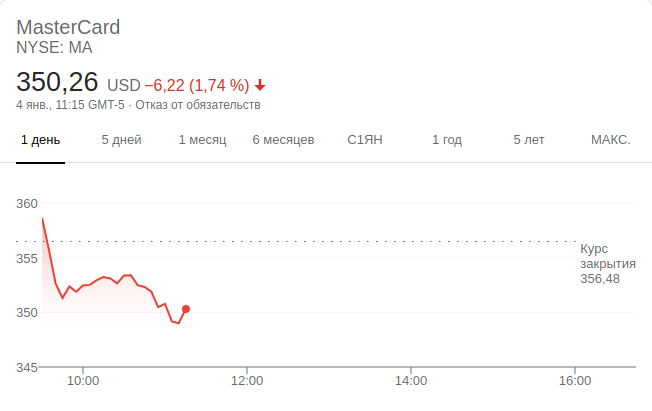 MasterCard
NYSE: MA
350,26 USD −6,22 (1,74 %)
4 янв., 11:15 GMT-5 · Отказ от обязательств
1 день 5 дней 1 месяц 6 месяцев С1ЯН 1 год 5 лет МАКС.
360
355
350
345
Курс
закрытия
356,48
10:00 12:00 14:00 16:00